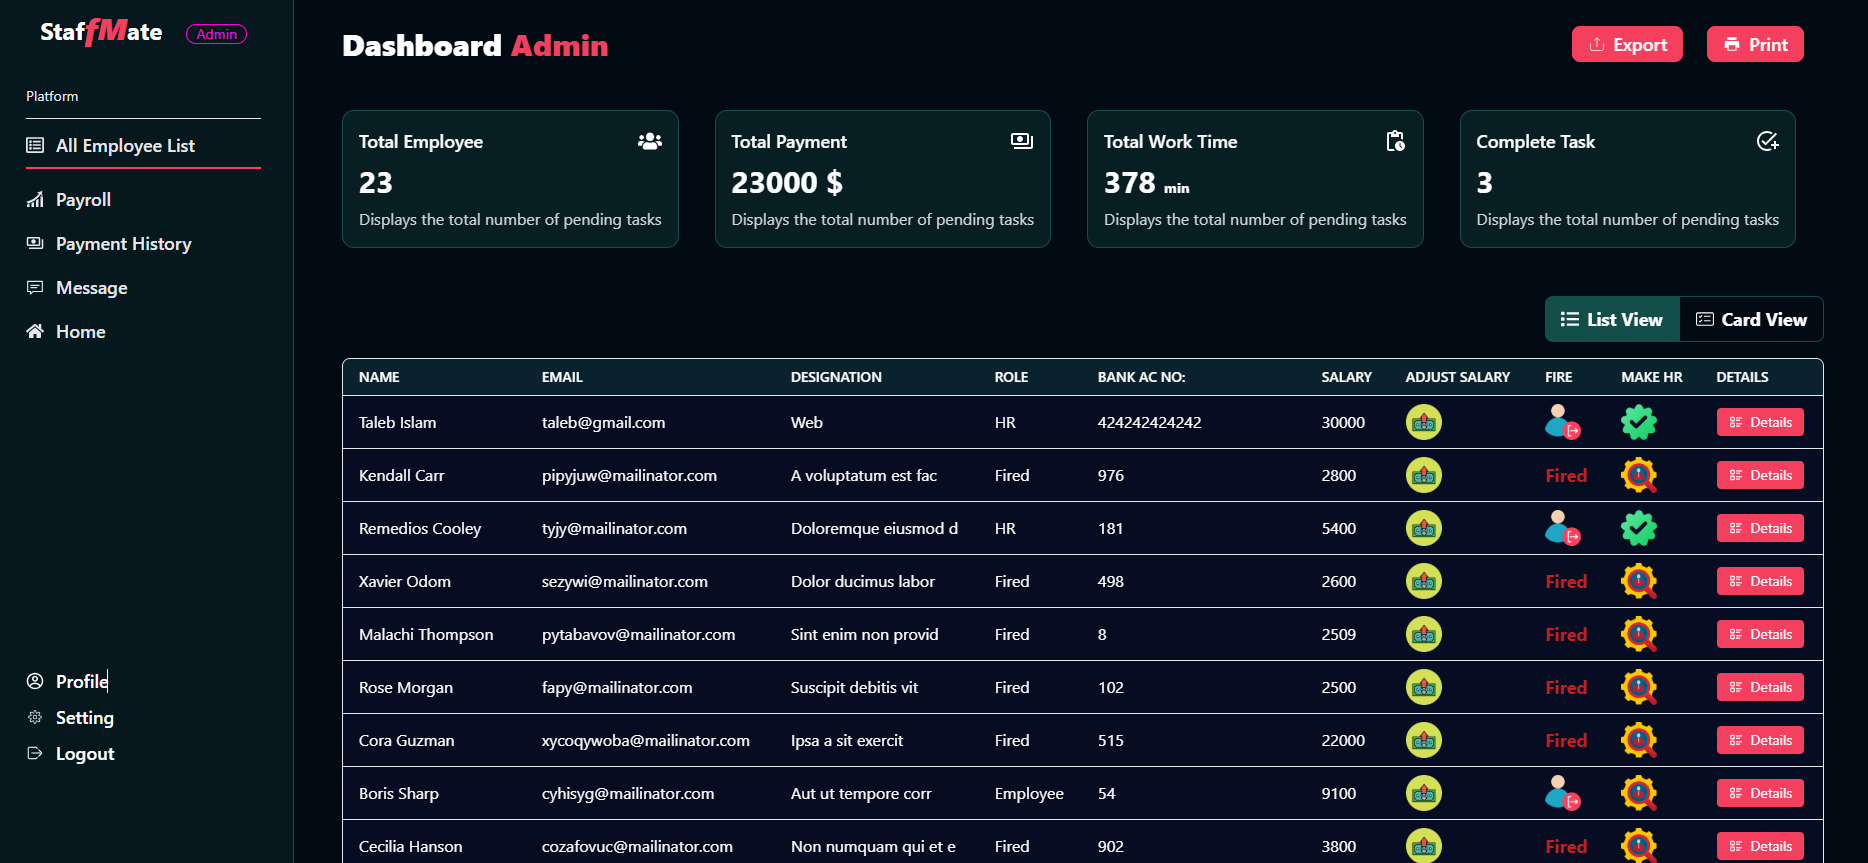 StaffMate Admin
Platform
All Employee List
Payroll
Payment History
Message
Home
Profile
Setting
Logout
Dashboard Admin
Export Print
Total Employee
23
Displays the total number of pending tasks
Total Payment
23000 $
Displays the total number of pending tasks
Total Work Time
378 min
Displays the total number of pending tasks
Complete Task
3
Displays the total number of pending tasks
List View Card View
NAME EMAIL DESIGNATION ROLE BANK AC NO: SALARY ADJUST SALARY FIRE MAKE HR DETAILS
Taleb Islam taleb@gmail.com Web HR 424242424242 30000 Details
Kendall Carr pipyjuw@mailinator.com A voluptatum est fac Fired 976 2800 Fired Details
Remedios Cooley tyjy@mailinator.com Doloremque eiusmod d HR 181 5400 Details
Xavier Odom sezywi@mailinator.com Dolor ducimus labor Fired 498 2600 Fired Details
Malachi Thompson pytabavov@mailinator.com Sint enim non provid Fired 8 2509 Fired Details
Rose Morgan fapy@mailinator.com Suscipit debitis vit Fired 102 2500 Fired Details
Cora Guzman xycoqywoba@mailinator.com Ipsa a sit exercit Fired 515 22000 Fired Details
Boris Sharp cyhisyg@mailinator.com Aut ut tempore corr Employee 54 9100 Details
Cecilia Hanson cozafovuc@mailinator.com Non numquam qui et e Fired 902 3800 Fired Details